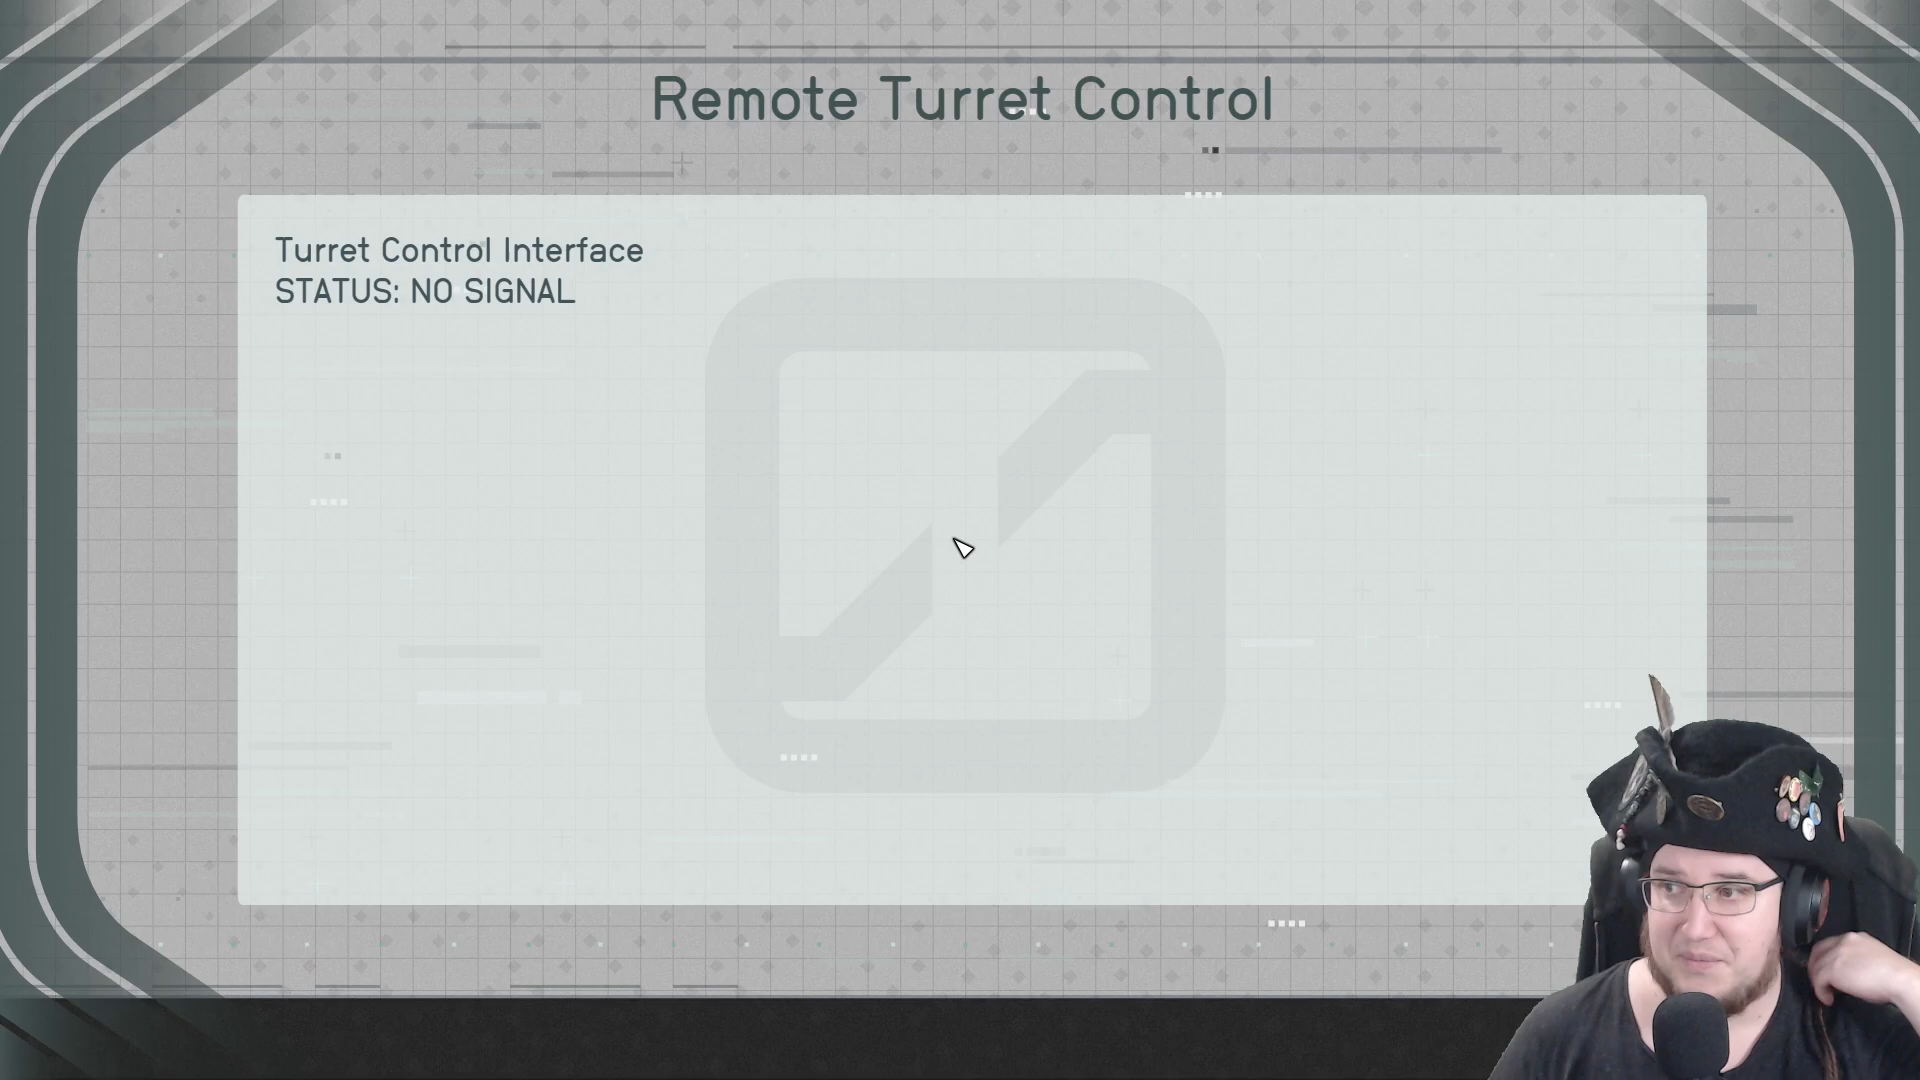 Remote Turret Control
Turret Control Interface
STATUS: NO SIGNAL